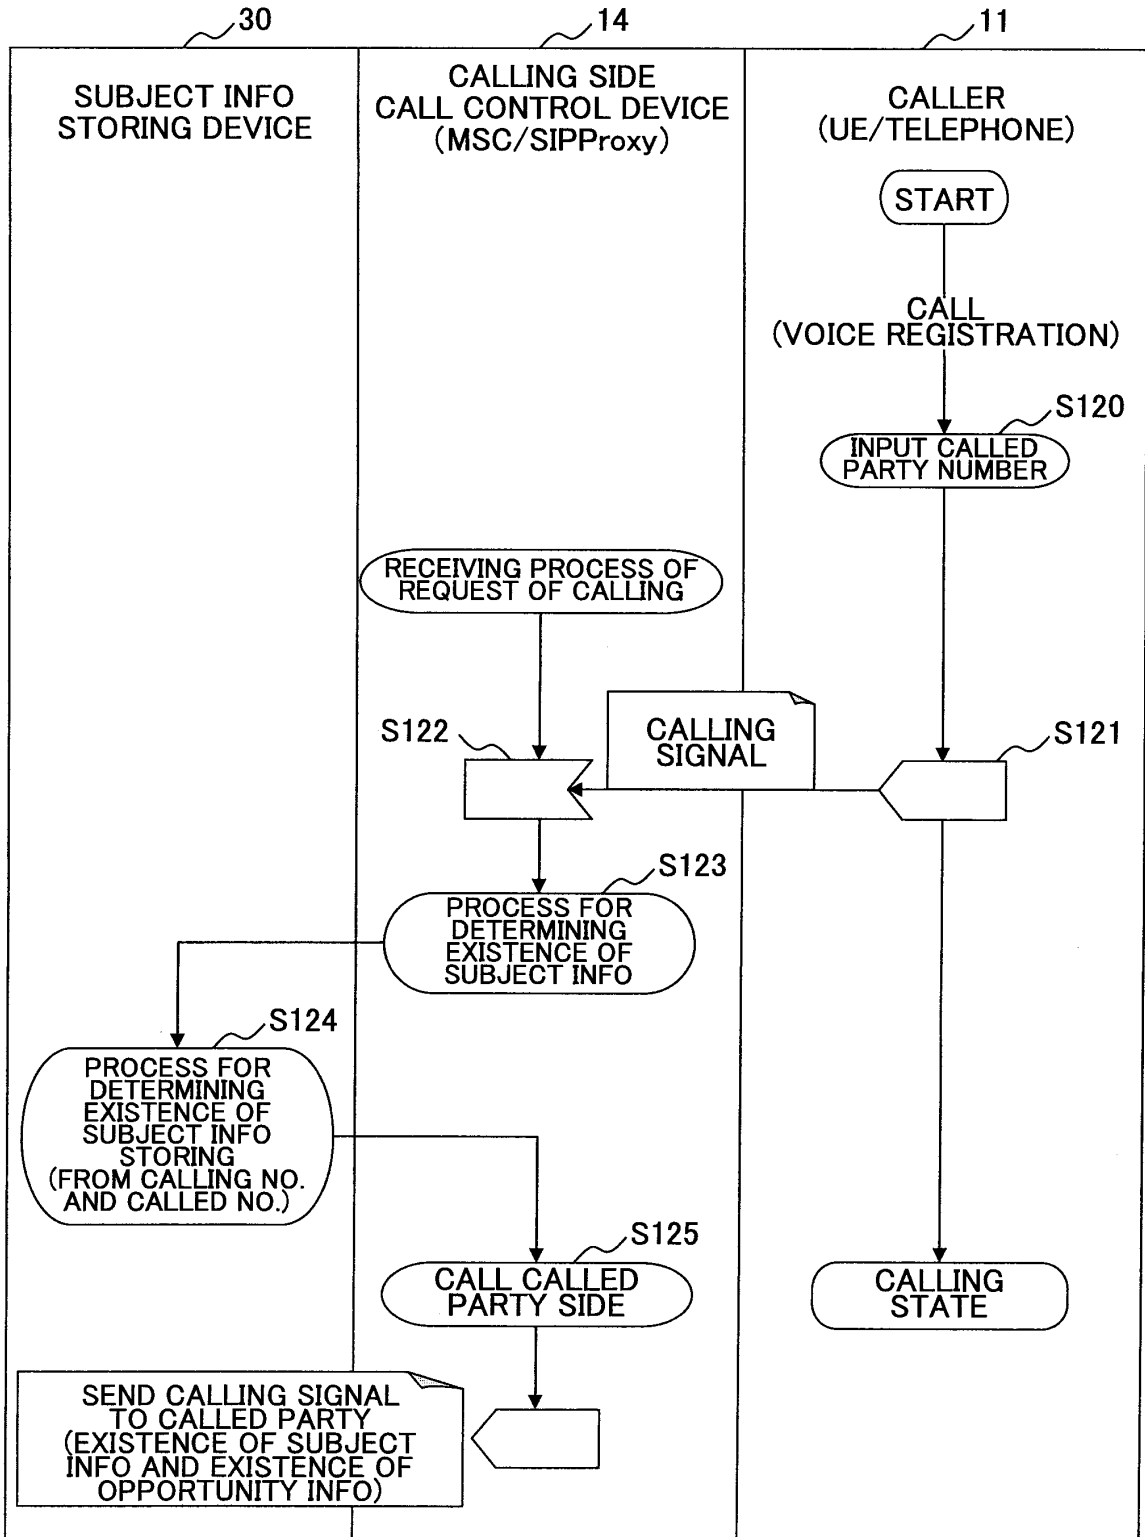 30
14
11
SUBJECT INFO
STORING DEVICE
CALLING SIDE
CALL CONTROL DEVICE
(MSC/SIPProxy)
CALLER
(UE/TELEPHONE)
START
CALL
(VOICE REGISTRATION)
S120
INPUT CALLED
PARTY NUMBER
RECEIVING PROCESS OF
REQUEST OF CALLING
S122
CALLING
SIGNAL
S121
S123
PROCESS FOR
DETERMINING
EXISTENCE OF
SUBJECT INFO
S124
PROCESS FOR
DETERMINING
EXISTENCE OF
SUBJECT INFO
STORING
(FROM CALLING NO.
AND CALLED NO.)
S125
CALL CALLED
PARTY SIDE
CALLING
STATE
SEND CALLING SIGNAL
TO CALLED PARTY
(EXISTENCE OF SUBJECT
INFO AND EXISTENCE OF
OPPORTUNITY INFO)